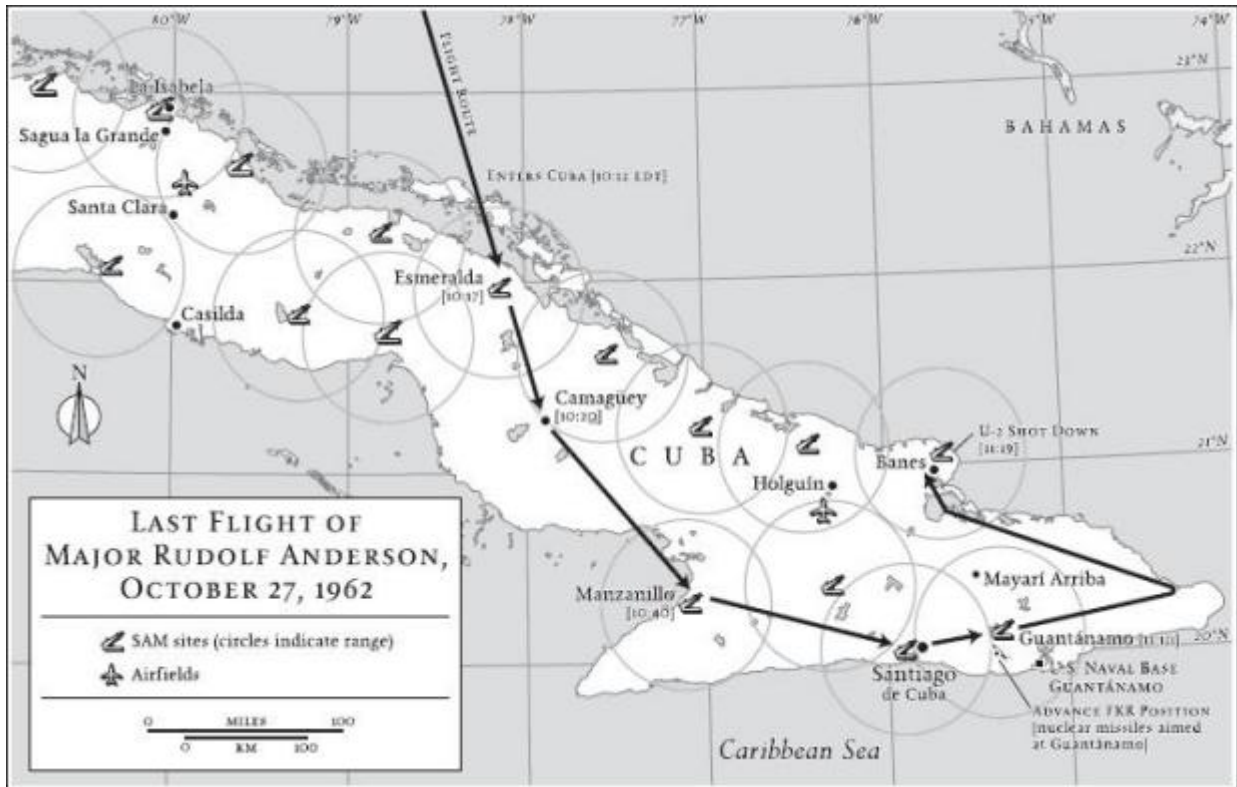 80°W
79°W
78°W
77°W
76°W
75°W
74°W
23°N
FLIGHT ROUTE
La Isabela
BAHAMAS
Sagua la Grande
ENTERS CUBA [10:12 EDT]
Santa Clara
22°N
Esmeralda
[10:17]
Casilda
N
Camagüey
[10:29]
U-2 SHOT DOWN
[11:19]
21°N
CUBA
Banes
Holguín
LAST FLIGHT OF
MAJOR RUDOLF ANDERSON,
OCTOBER 27, 1962
Mayarí Arriba
Manzanillo
[10:40]
SAM sites (circles indicate range)
Guantánamo
20°N
Airfields
Santiago
de Cuba
U.S. NAVAL BASE
GUANTÁNAMO
ADVANCE FKR POSITION
[nuclear missiles aimed
at Guantánamo]
0 MILES 100
0 KM 100
Caribbean Sea